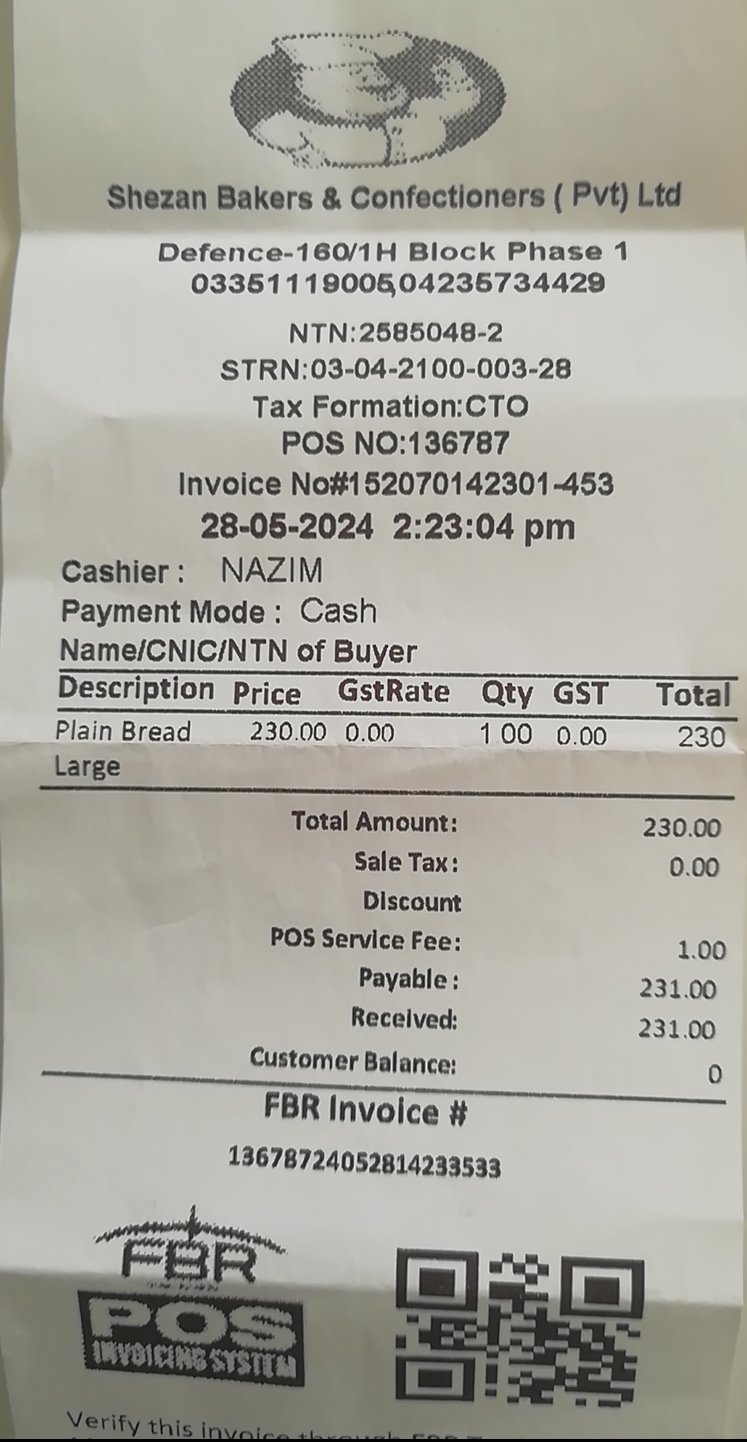 Shezan Bakers & Confectioners ( Pvt) Ltd
Defence-160/1H Block Phase 1
03351119005,04235734429
NTN:2585048-2
STRN:03-04-2100-003-28
Tax Formation:CTO
POS NO:136787
Invoice No#152070142301-453
28-05-2024 2:23:04 pm
Cashier : NAZIM
Payment Mode : Cash
Name/CNIC/NTN of Buyer
Description Price GstRate Qty GST Total
Plain Bread 230.00 0.00 1.00 0.00 230
Large
Total Amount: 230.00
Sale Tax: 0.00
Discount
POS Service Fee: 1.00
Payable : 231.00
Received: 231.00
Customer Balance: 0
FBR Invoice #
13678724052814233533
FBR
POS
INVOICING SYSTEM
Verify this invoice through